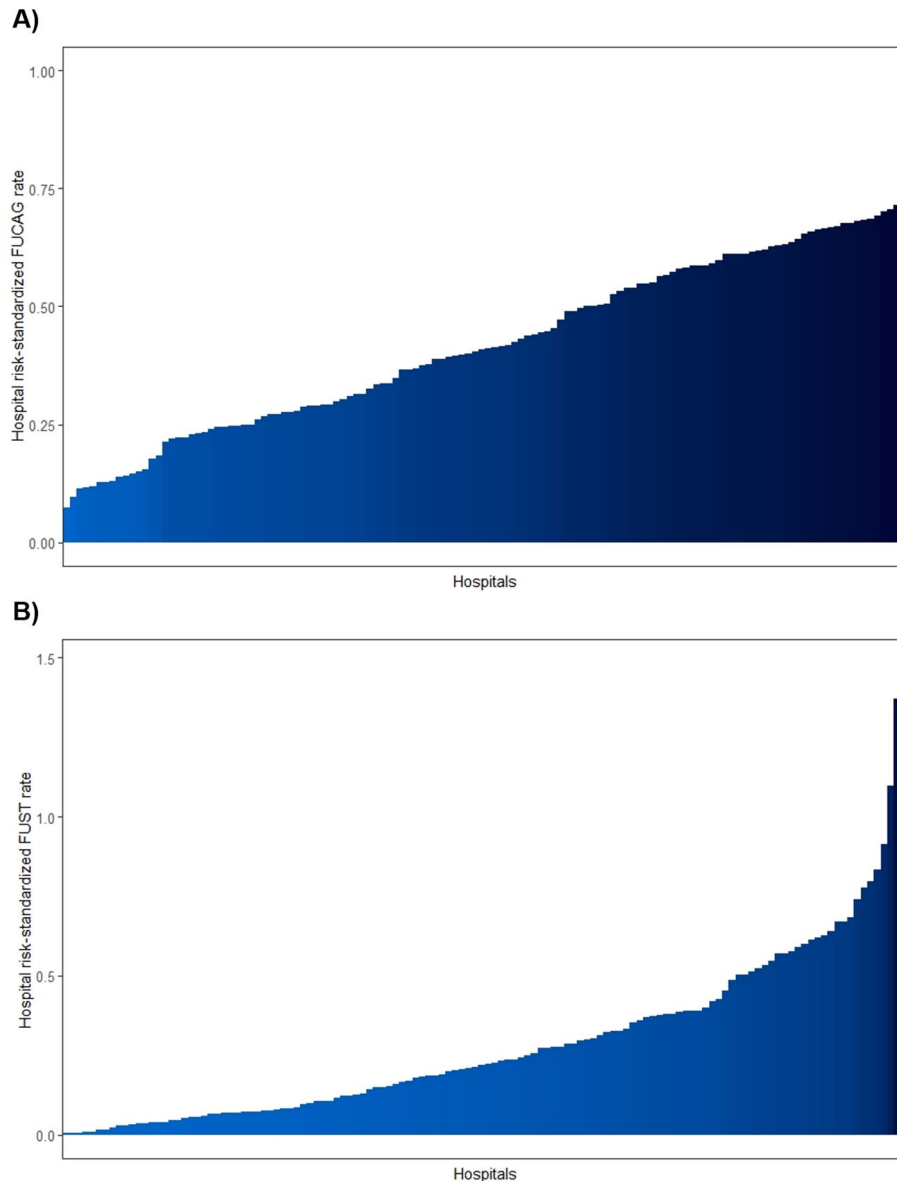 A)
Hospital risk-standardized FUCAG rate
1.00
0.75
0.50
0.25
0.00
Hospitals
B)
Hospital risk-standardized FUST rate
1.5
1.0
0.5
0.0
Hospitals